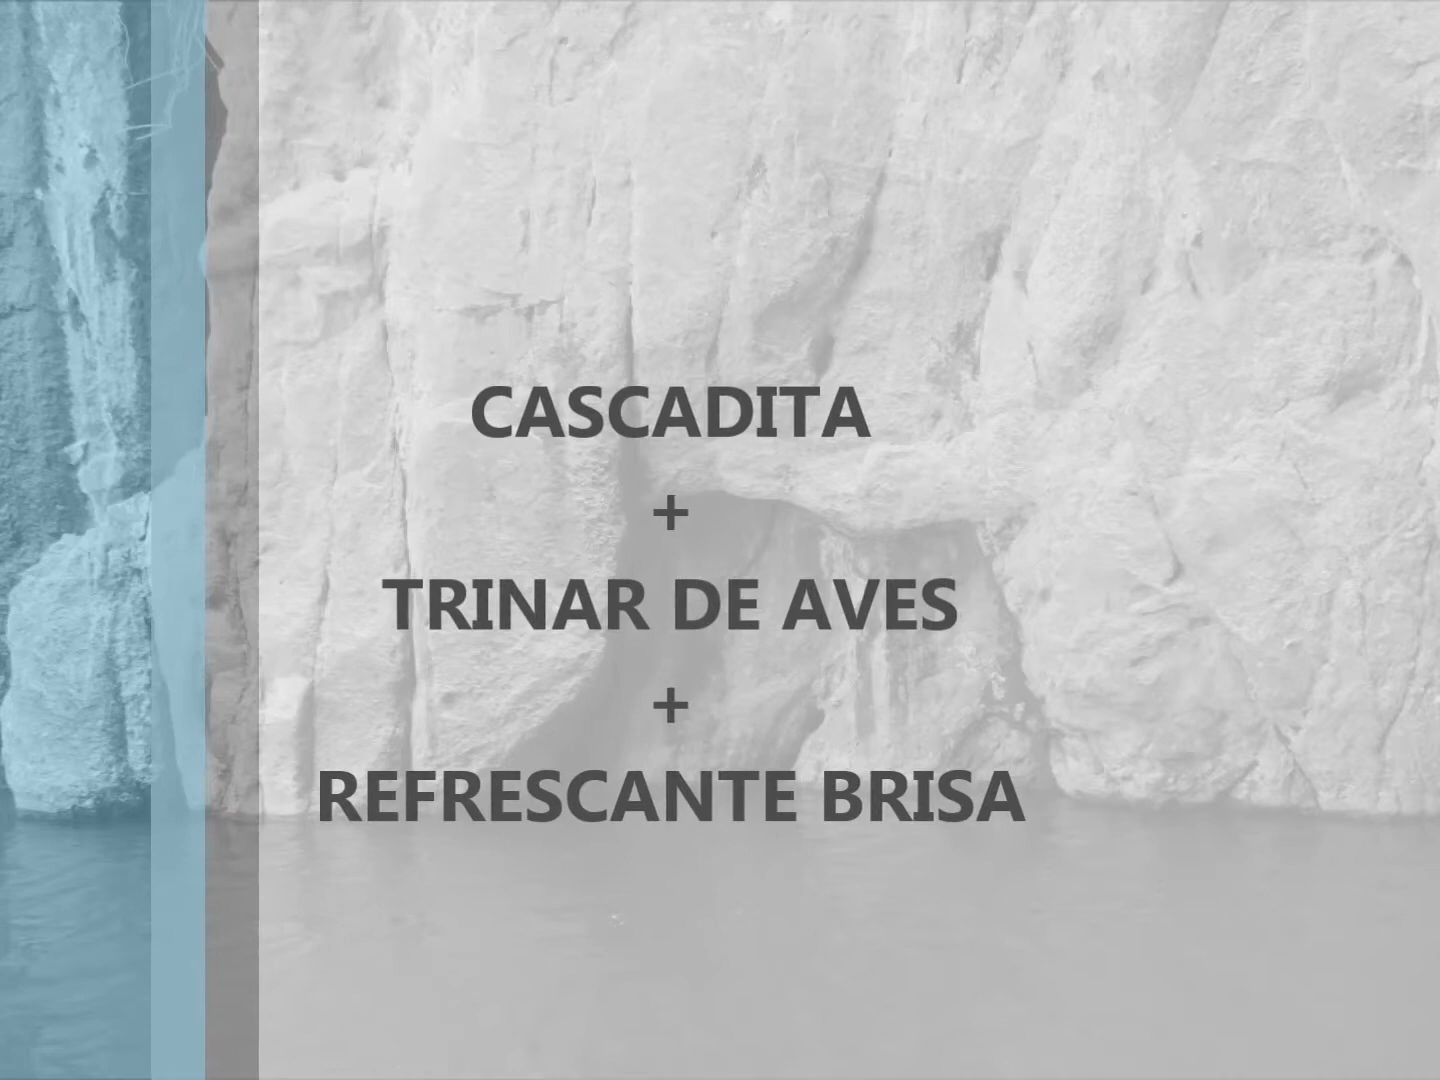 CASCADITA
+
TRINAR DE AVES
+
REFRESCANTE BRISA